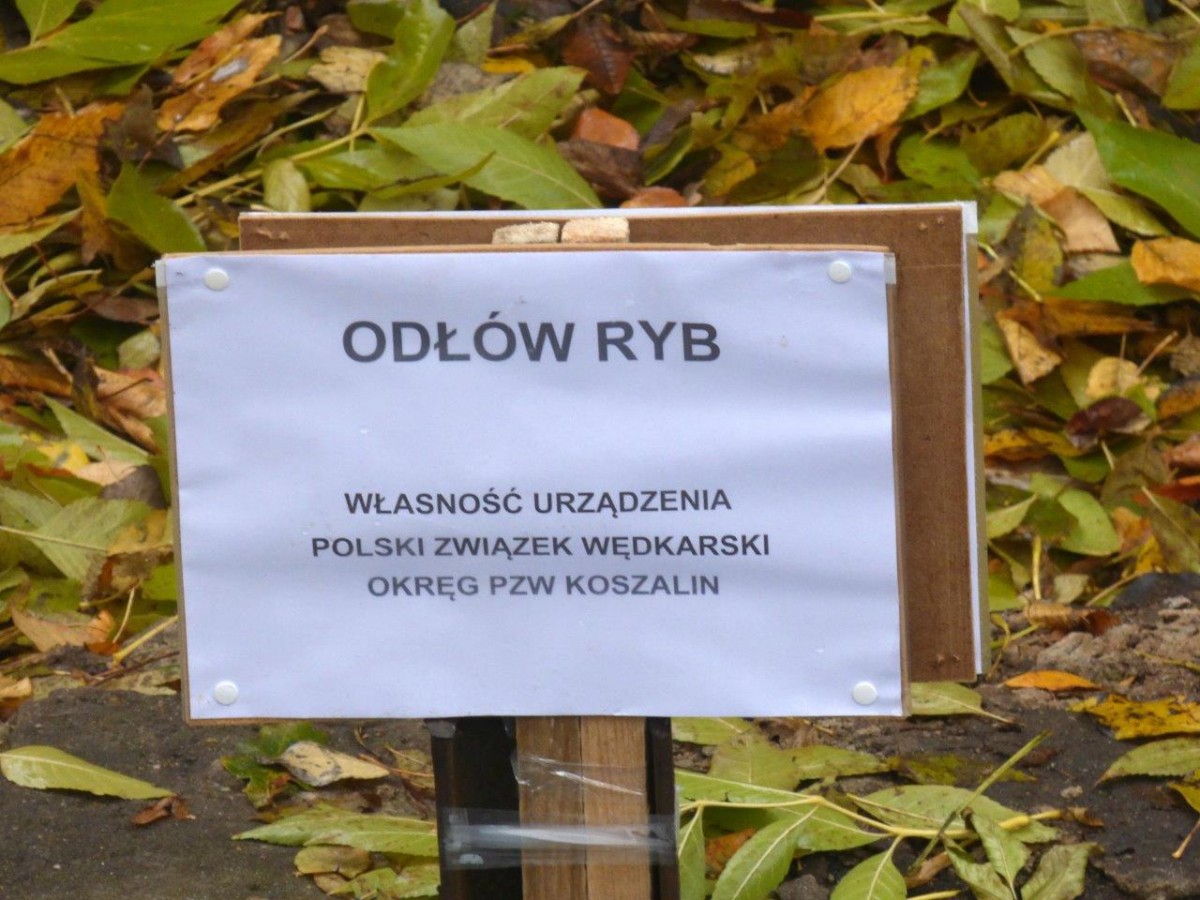 ODŁÓW RYB
WŁASNOŚĆ URZĄDZENIA
POLSKI ZWIĄZEK WĘDKARSKI
OKRĘG PZW KOSZALIN